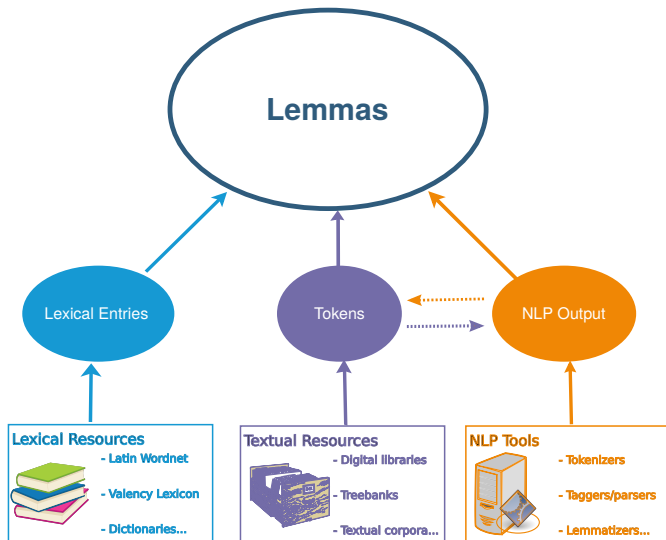 Lemmas
Lexical Entries
Tokens
NLP Output
Lexical Resources
- Latin Wordnet
- Valency Lexicon
- Dictionaries...
Textual Resources
- Digital libraries
- Treebanks
- Textual corpora...
NLP Tools
- Tokenizers
- Taggers/parsers
- Lemmatizers...